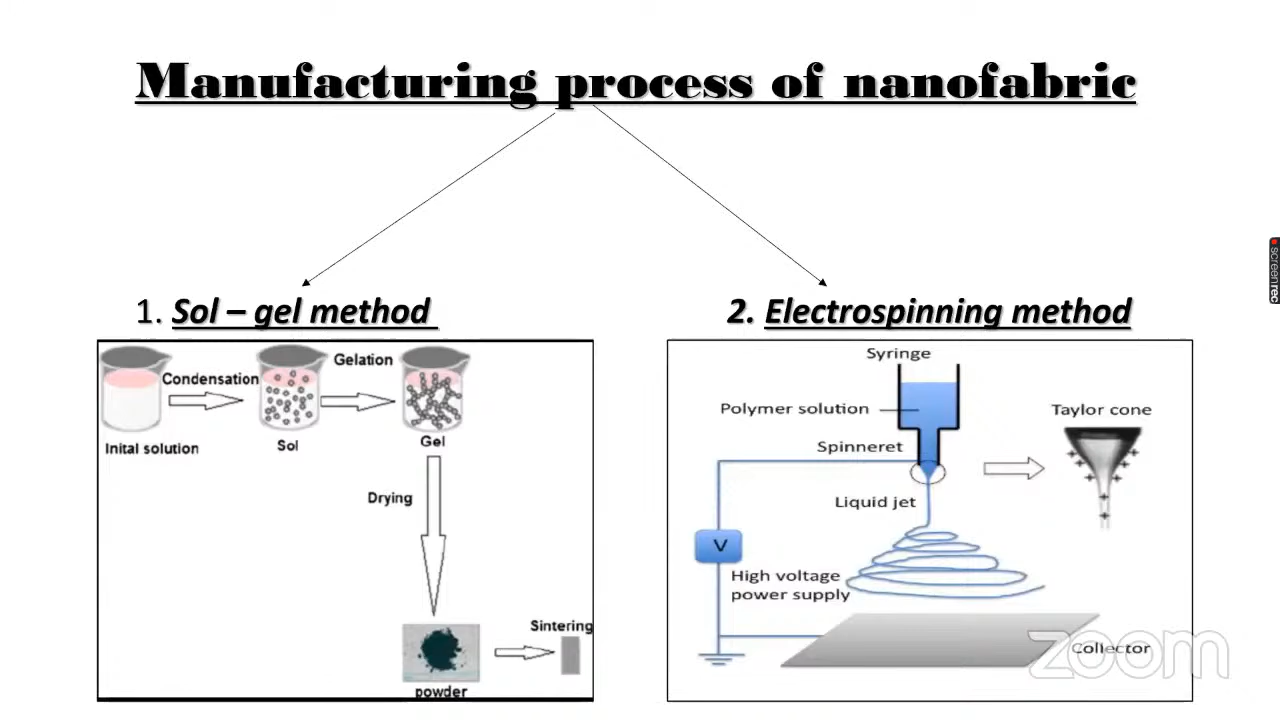 Manufacturing process of nanofabric
1. Sol – gel method
2. Electrospinning method
Gelation
Condensation
Inital solution
Sol
Gel
Drying
Sintering
powder
Syringe
Polymer solution
Taylor cone
Spinneret
Liquid jet
V
High voltage
power supply
Collector
zoom
screenrec